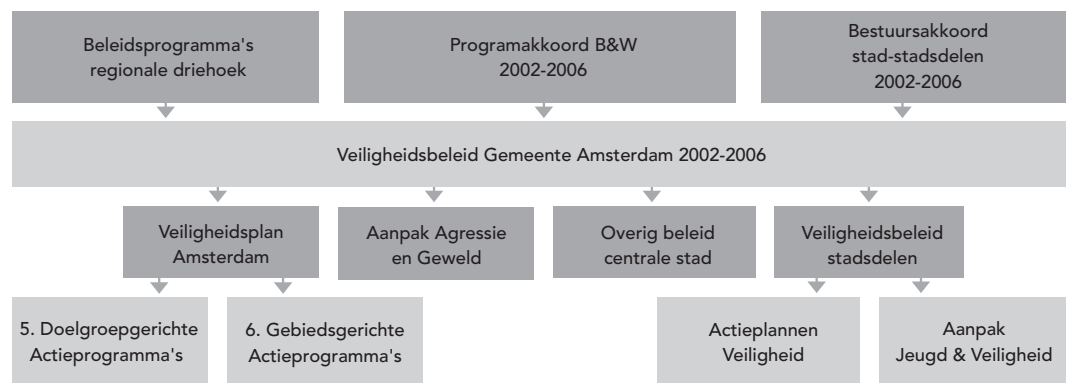 Beleidsprogramma's
regionale driehoek
Programakkoord B&W
2002-2006
Bestuursakkoord
stad-stadsdelen
2002-2006
Veiligheidsbeleid Gemeente Amsterdam 2002-2006
Veiligheidsplan
Amsterdam
Aanpak Agressie
en Geweld
Overig beleid
centrale stad
Veiligheidsbeleid
stadsdelen
5. Doelgroepgerichte
Actieprogramma's
6. Gebiedsgerichte
Actieprogramma's
Actieplannen
Veiligheid
Aanpak
Jeugd & Veiligheid